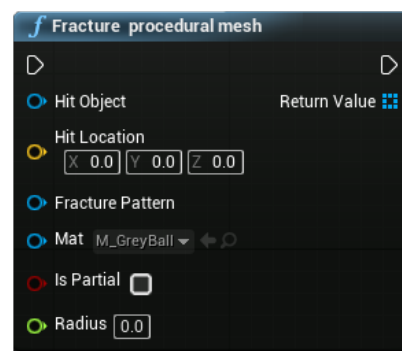 f Fracture procedural mesh
Hit Object
Return Value
Hit Location
X 0.0 Y 0.0 Z 0.0
Fracture Pattern
Mat M_GreyBall
Is Partial
Radius 0.0